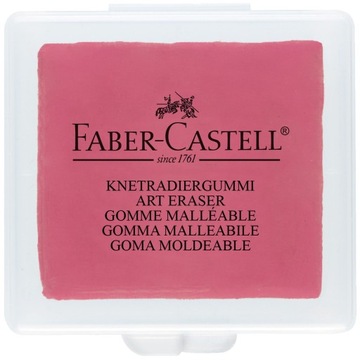 FABER-CASTELL®
since 1761
KNETRADIERGUMMI
ART ERASER
GOMME MALLÉABLE
GOMMA MALLEABILE
GOMA MOLDEABLE